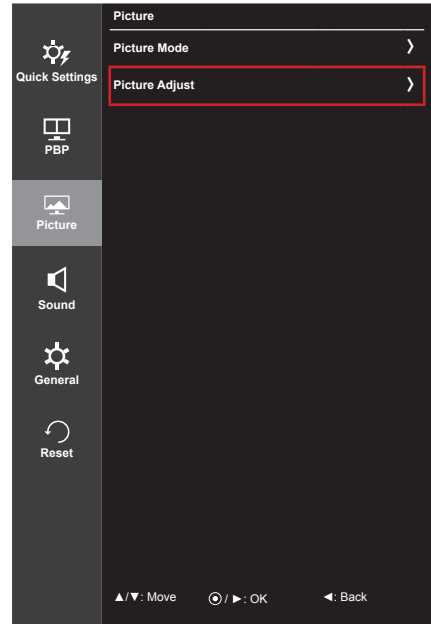 Picture
Picture Mode
Picture Adjust
Quick Settings
PBP
Picture
Sound
General
Reset
▲/▼: Move ◉ / ►: OK ◄: Back